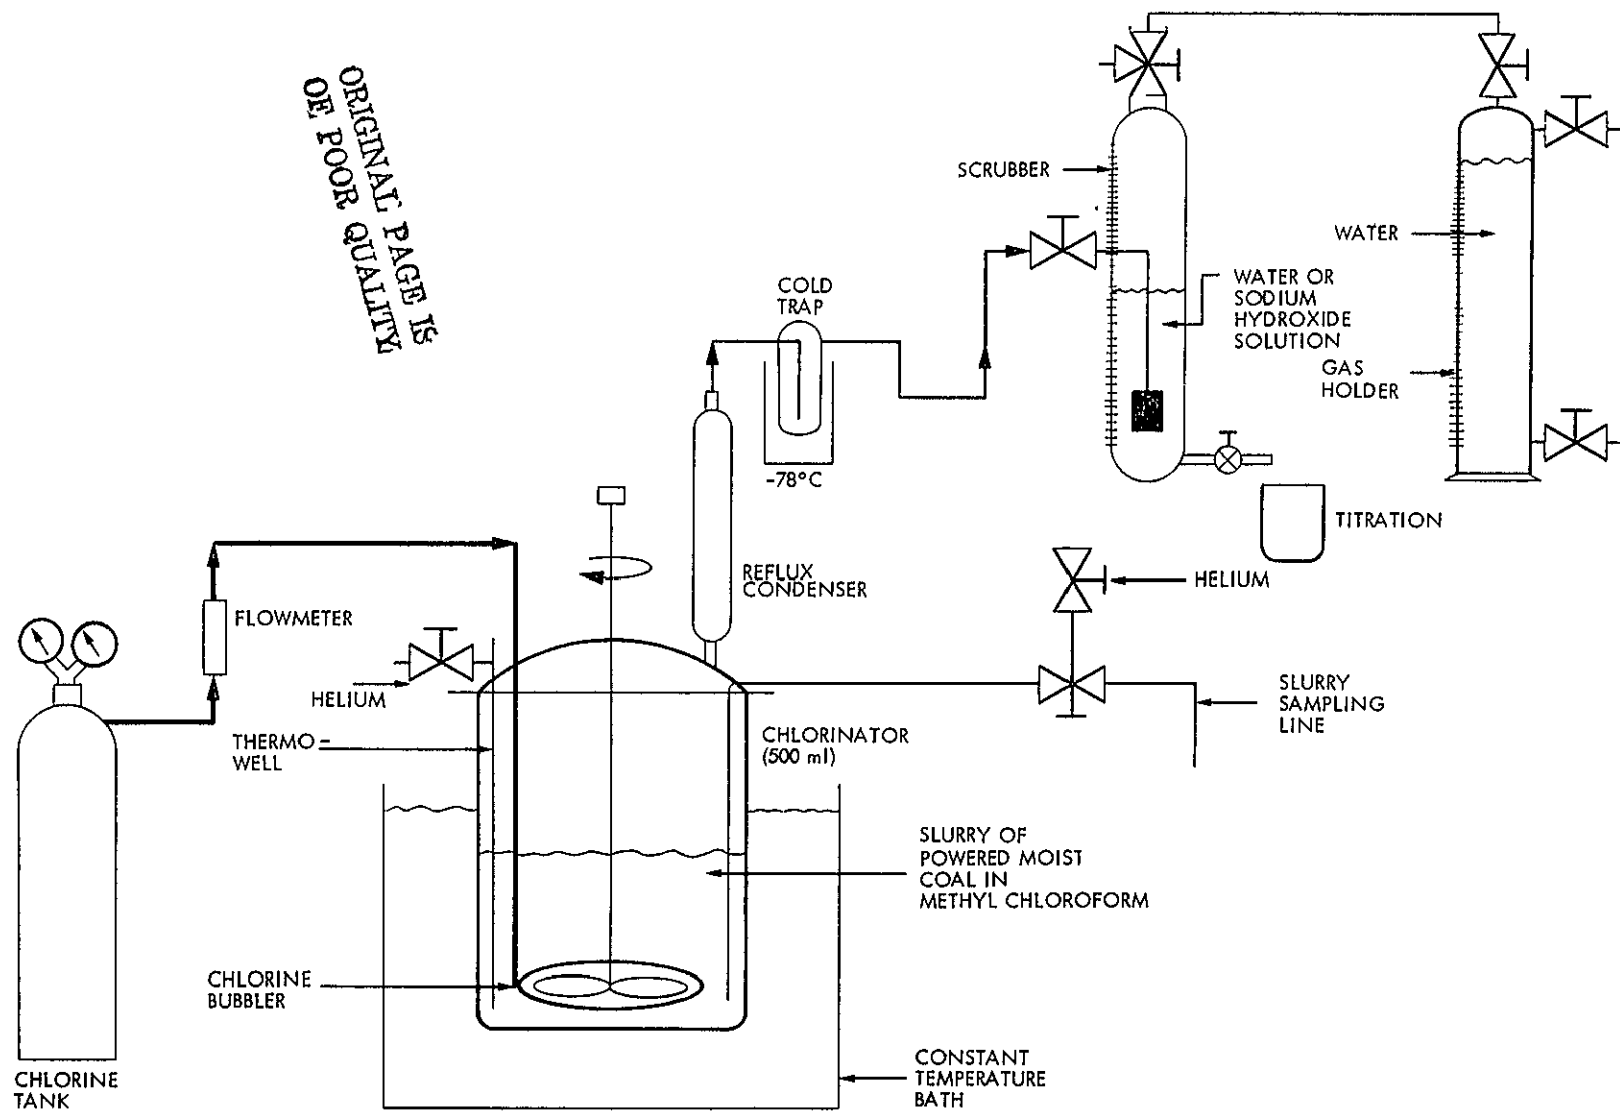 ORIGINAL PAGE IS
OF POOR QUALITY
SCRUBBER
WATER
COLD
TRAP
WATER OR
SODIUM
HYDROXIDE
SOLUTION
GAS
HOLDER
-78°C
TITRATION
REFLUX
CONDENSER
HELIUM
FLOWMETER
HELIUM
SLURRY
SAMPLING
LINE
THERMO-
WELL
CHLORINATOR
(500 ml)
SLURRY OF
POWERED MOIST
COAL IN
METHYL CHLOROFORM
CHLORINE
BUBBLER
CONSTANT
TEMPERATURE
BATH
CHLORINE
TANK